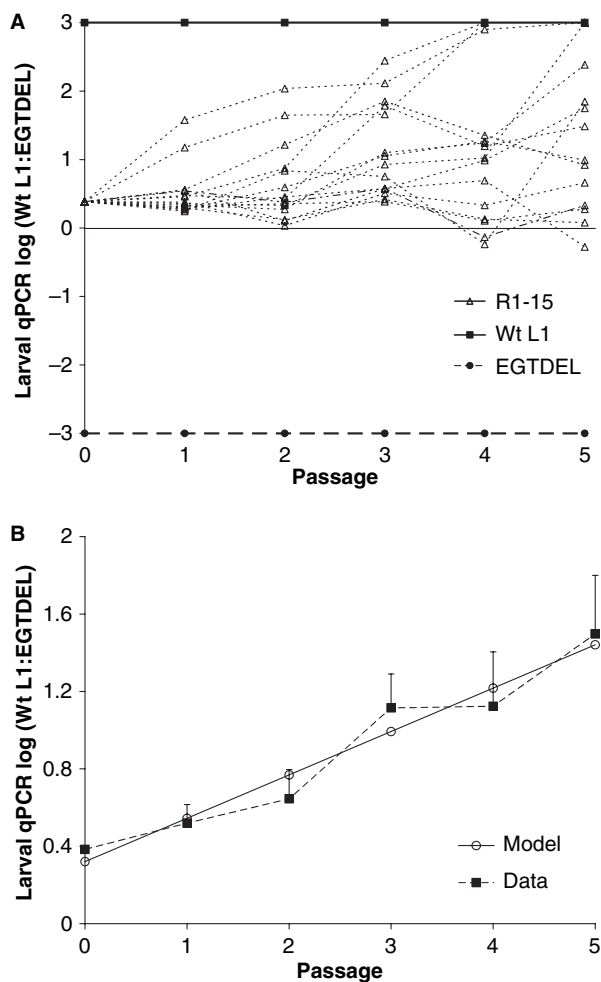 A
Larval qPCR log (Wt L1:EGTDEL)
3
2
1
0
–1
–2
–3
R1-15
Wt L1
EGTDEL
0 1 2 3 4 5
Passage
B
Larval qPCR log (Wt L1:EGTDEL)
2
1.6
1.2
0.8
0.4
0
Model
Data
0 1 2 3 4 5
Passage